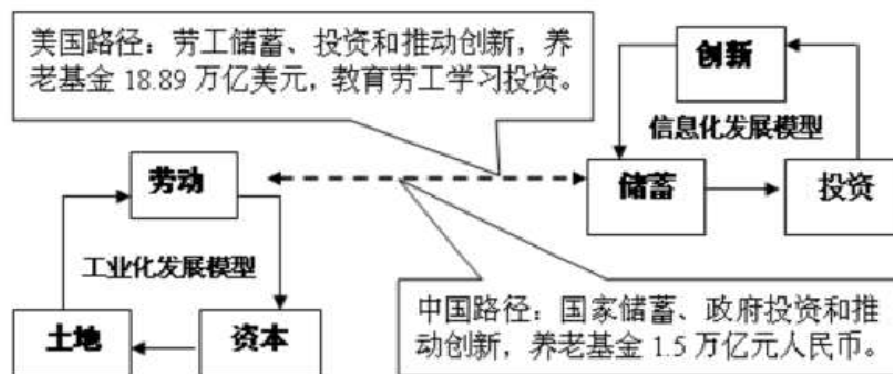 美国路径：劳工储蓄、投资和推动创新，养
老基金 18.89 万亿美元，教育劳工学习投资。
创新
信息化发展模型
储蓄
投资
劳动
工业化发展模型
土地
资本
中国路径：国家储蓄、政府投资和推
动创新，养老基金 1.5 万亿元人民币。